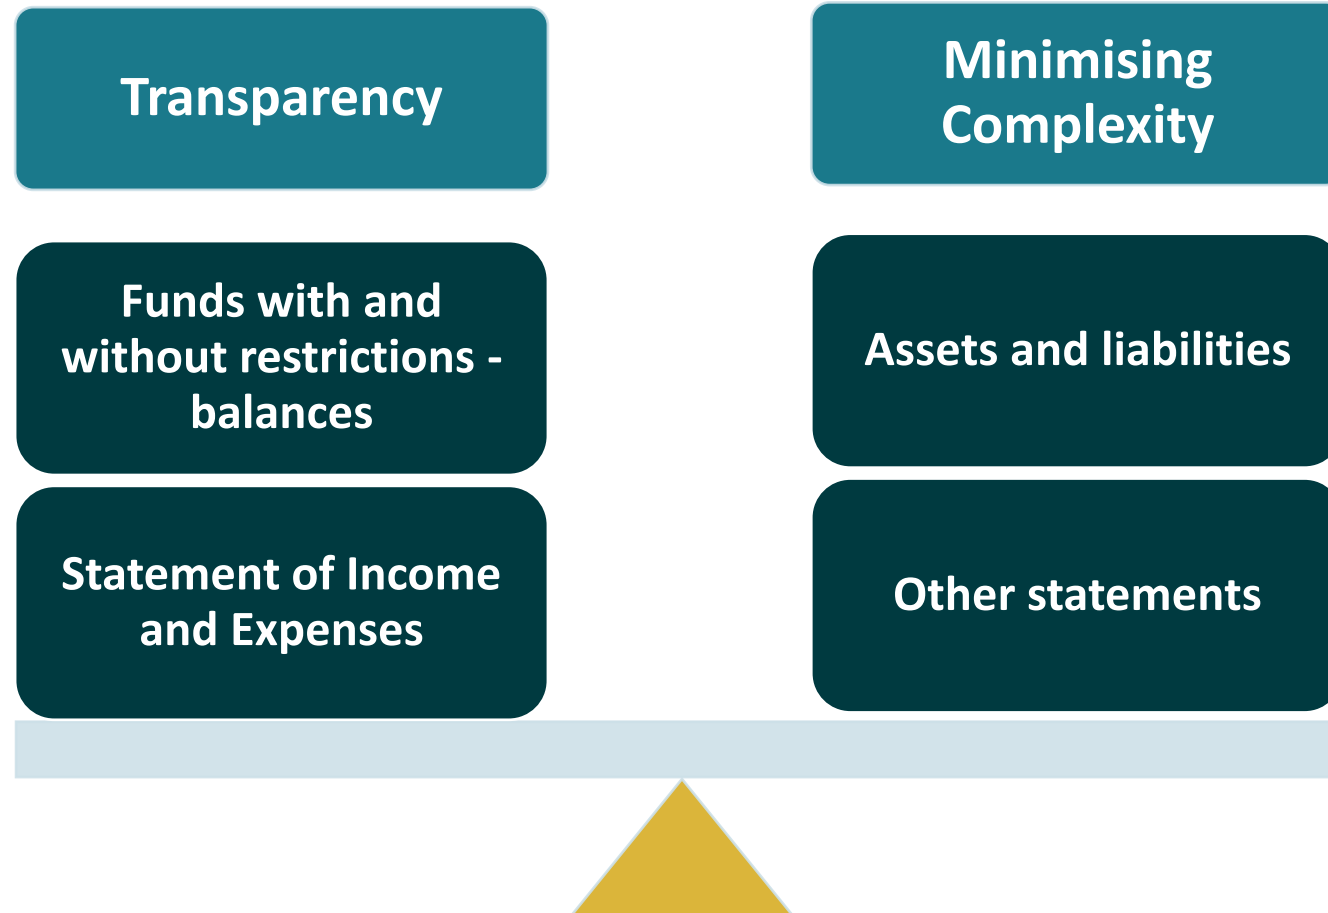 Transparency
Funds with and
without restrictions -
balances
Statement of Income
and Expenses
Minimising
Complexity
Assets and liabilities
Other statements